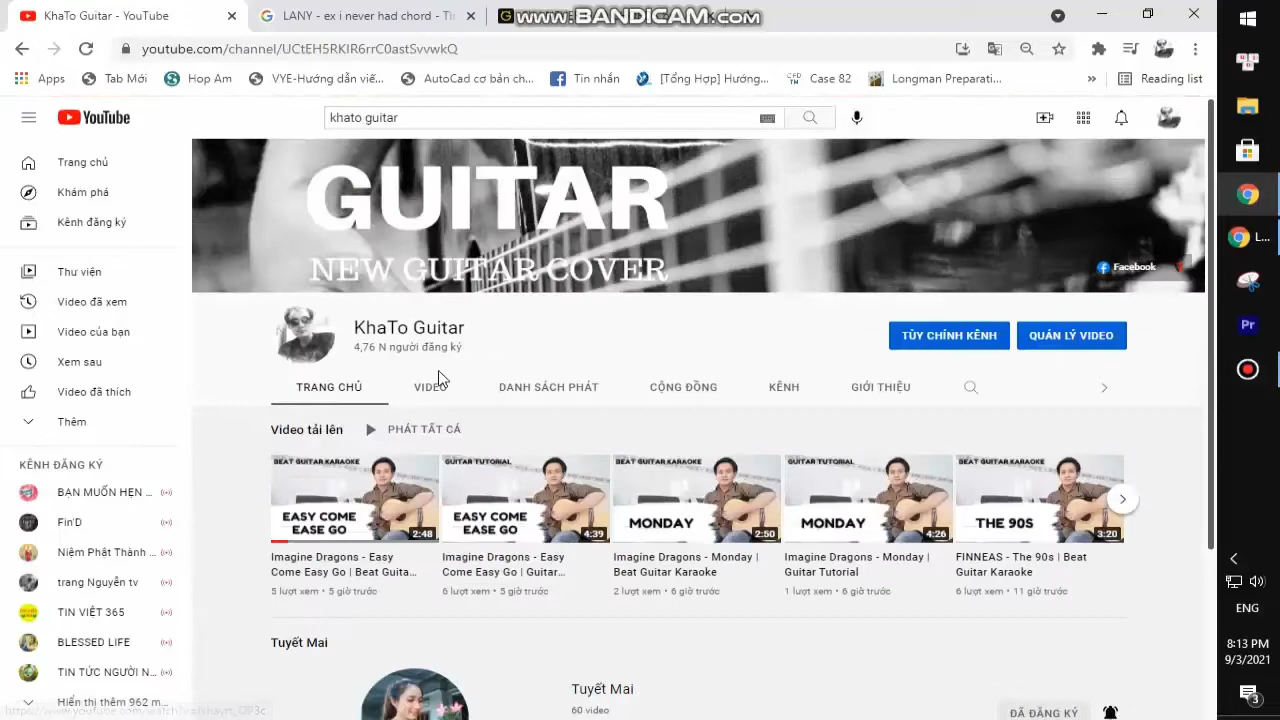 KhaTo Guitar - YouTube
LANY - ex i never had chord - Tì
www.BANDICAM.com
youtube.com/channel/UCtEH5RKIR6rrC0astSvvwkQ
Apps
Tab Mới
Hop Am
VYE-Hướng dẫn viê...
AutoCad cơ bản ch...
Tin nhắn
[Tổng Hợp] Hướng...
Case 82
Longman Preparati...
»
Reading list
YouTube
khato guitar
Trang chủ
Khám phá
Kênh đăng ký
Thư viện
Video đã xem
Video của bạn
Xem sau
Video đã thích
Thêm
KÊNH ĐĂNG KÝ
BẠN MUỐN HẸN ...
Fin'D
Niệm Phật Thành ...
trang Nguyễn tv
TIN VIỆT 365
BLESSED LIFE
TIN TỨC NGƯỜI N...
Hiển thị thêm 962 m...
GUITAR
NEW GUITAR COVER
Facebook
KhaTo Guitar
4,76 N người đăng ký
TÙY CHỈNH KÊNH
QUẢN LÝ VIDEO
TRANG CHỦ
VIDEO
DANH SÁCH PHÁT
CỘNG ĐỒNG
KÊNH
GIỚI THIỆU
Video tải lên
PHÁT TẤT CẢ
BEAT GUITAR KARAOKE
EASY COME
EASE GO
2:48
Imagine Dragons - Easy
Come Easy Go | Beat Guita...
5 lượt xem • 5 giờ trước
GUITAR TUTORIAL
EASY COME
EASE GO
4:39
Imagine Dragons - Easy
Come Easy Go | Guitar...
6 lượt xem • 5 giờ trước
BEAT GUITAR KARAOKE
MONDAY
2:50
Imagine Dragons - Monday |
Beat Guitar Karaoke
2 lượt xem • 6 giờ trước
GUITAR TUTORIAL
MONDAY
4:26
Imagine Dragons - Monday |
Guitar Tutorial
1 lượt xem • 6 giờ trước
BEAT GUITAR KARAOKE
THE 90S
3:20
FINNEAS - The 90s | Beat
Guitar Karaoke
6 lượt xem • 11 giờ trước
Tuyết Mai
Tuyết Mai
60 video
ĐÃ ĐĂNG KÝ
L...
Pr
ENG
8:13 PM
9/3/2021
3